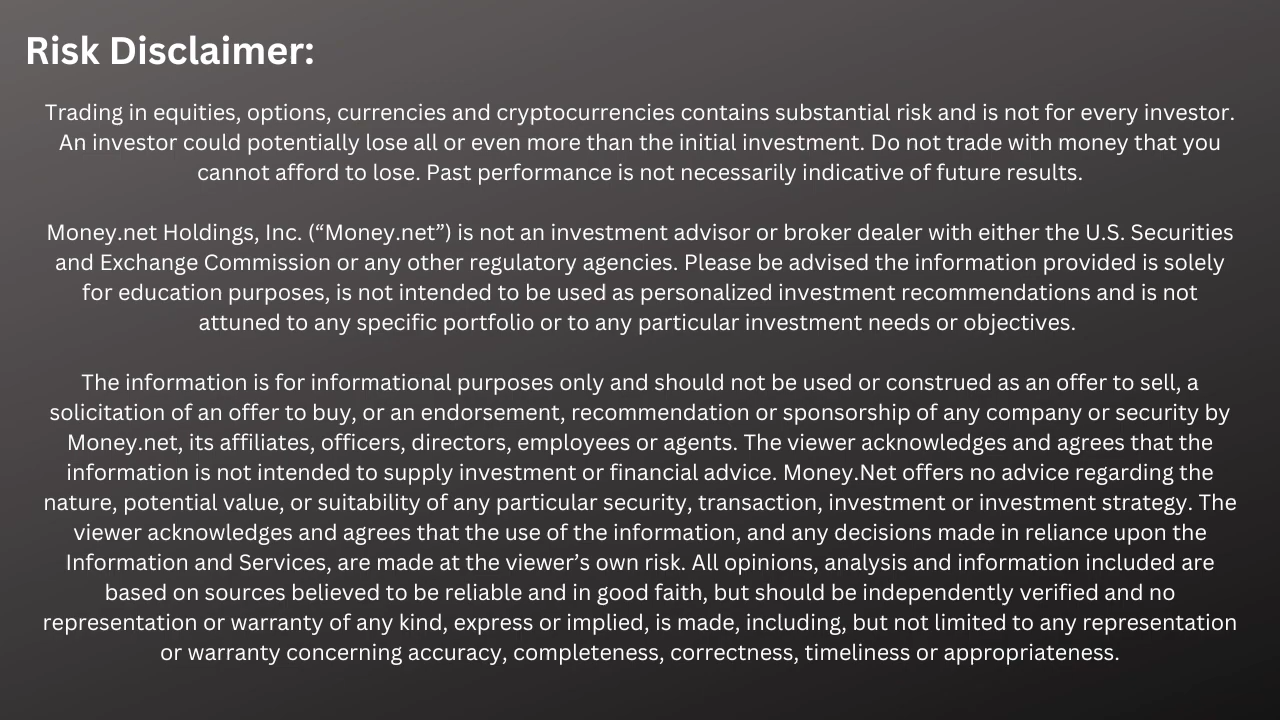 Risk Disclaimer:
Trading in equities, options, currencies and cryptocurrencies contains substantial risk and is not for every investor.
An investor could potentially lose all or even more than the initial investment. Do not trade with money that you
cannot afford to lose. Past performance is not necessarily indicative of future results.
Money.net Holdings, Inc. (“Money.net”) is not an investment advisor or broker dealer with either the U.S. Securities
and Exchange Commission or any other regulatory agencies. Please be advised the information provided is solely
for education purposes, is not intended to be used as personalized investment recommendations and is not
attuned to any specific portfolio or to any particular investment needs or objectives.
The information is for informational purposes only and should not be used or construed as an offer to sell, a
solicitation of an offer to buy, or an endorsement, recommendation or sponsorship of any company or security by
Money.net, its affiliates, officers, directors, employees or agents. The viewer acknowledges and agrees that the
information is not intended to supply investment or financial advice. Money.Net offers no advice regarding the
nature, potential value, or suitability of any particular security, transaction, investment or investment strategy. The
viewer acknowledges and agrees that the use of the information, and any decisions made in reliance upon the
Information and Services, are made at the viewer’s own risk. All opinions, analysis and information included are
based on sources believed to be reliable and in good faith, but should be independently verified and no
representation or warranty of any kind, express or implied, is made, including, but not limited to any representation
or warranty concerning accuracy, completeness, correctness, timeliness or appropriateness.